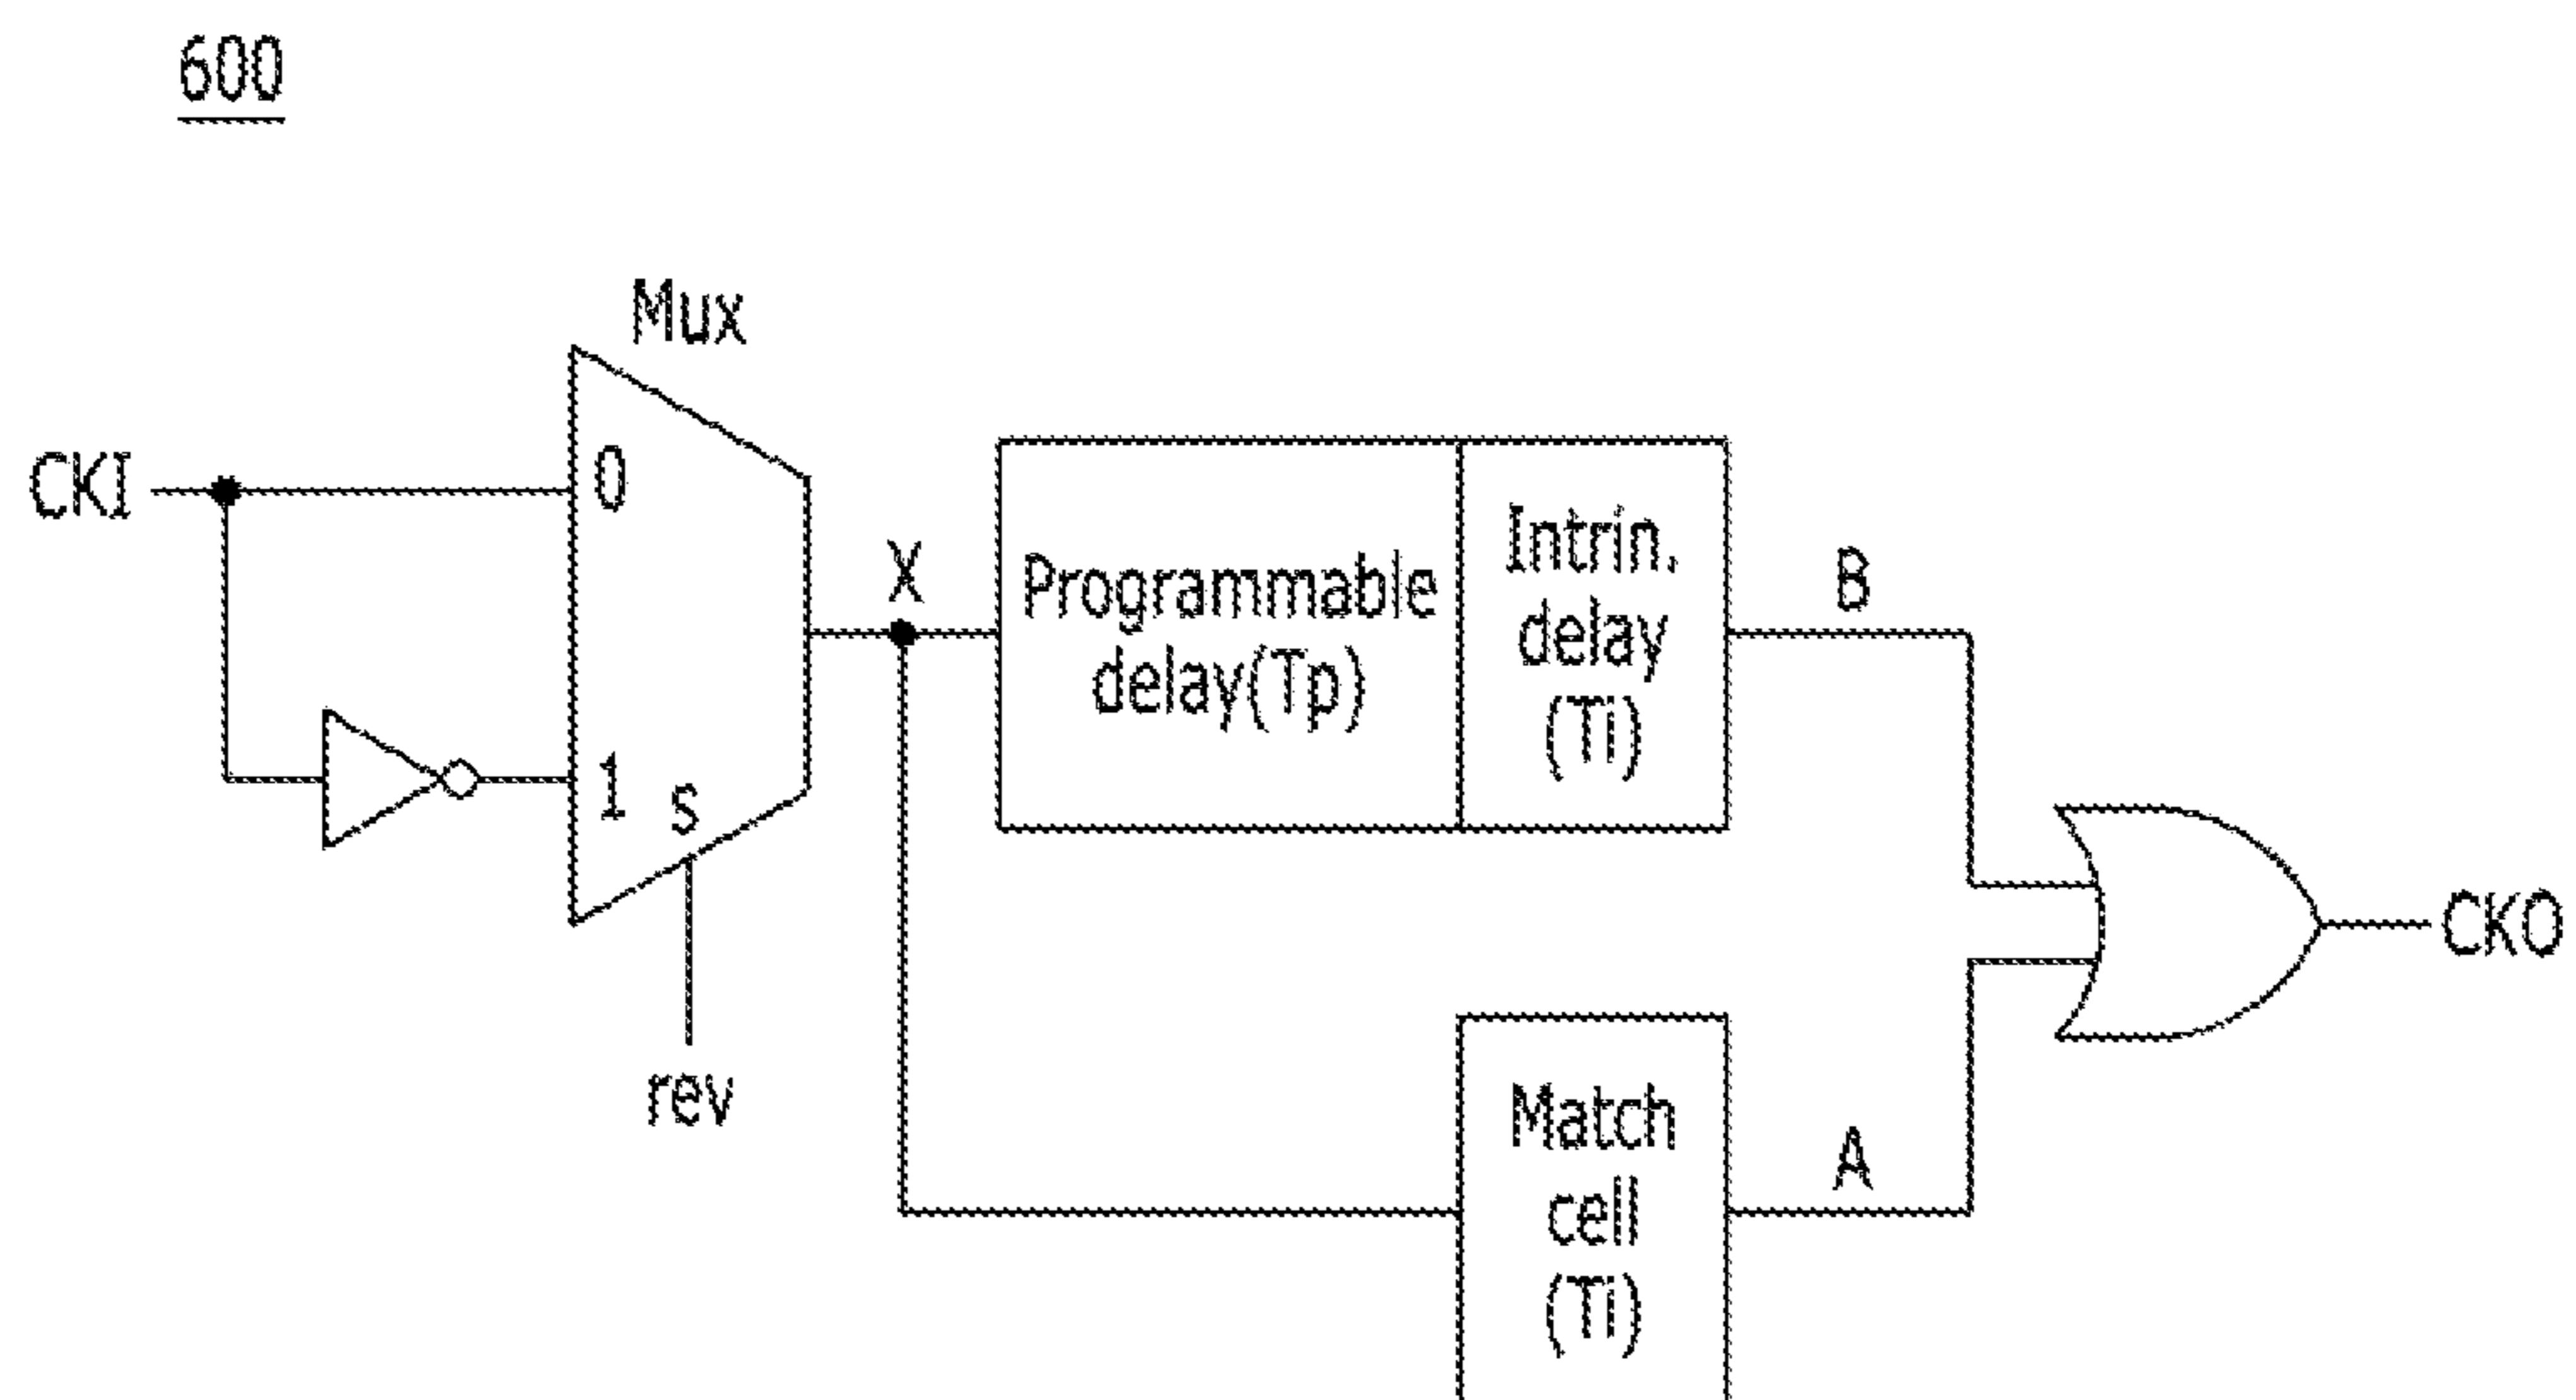 600
Mux
CKI
0
1
S
rev
X
Programmable
delay(Tp)
Intrin.
delay
(Ti)
B
Match
cell
(Ti)
A
CKO